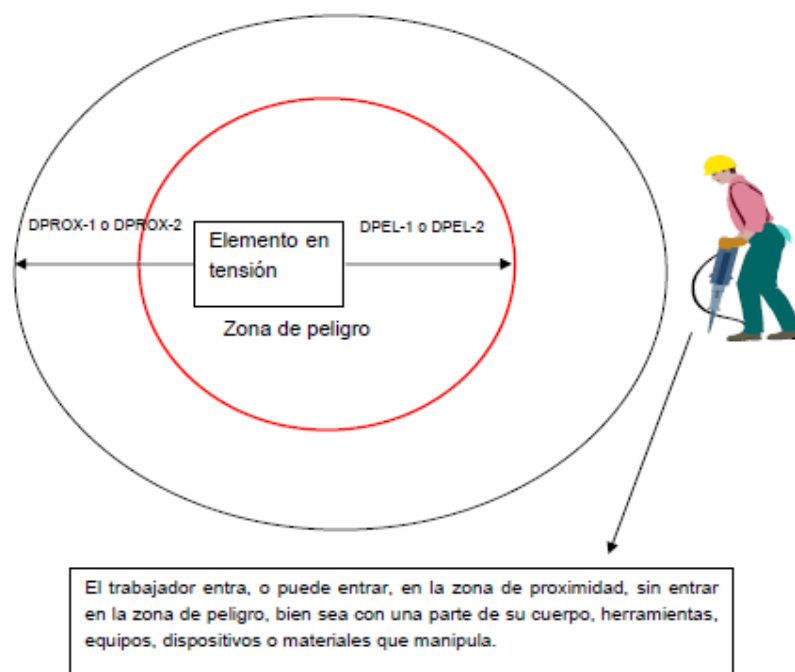 DPROX-1 o DPROX-2
Elemento en
tensión
DPEL-1 o DPEL-2
Zona de peligro
El trabajador entra, o puede entrar, en la zona de proximidad, sin entrar
en la zona de peligro, bien sea con una parte de su cuerpo, herramientas,
equipos, dispositivos o materiales que manipula.